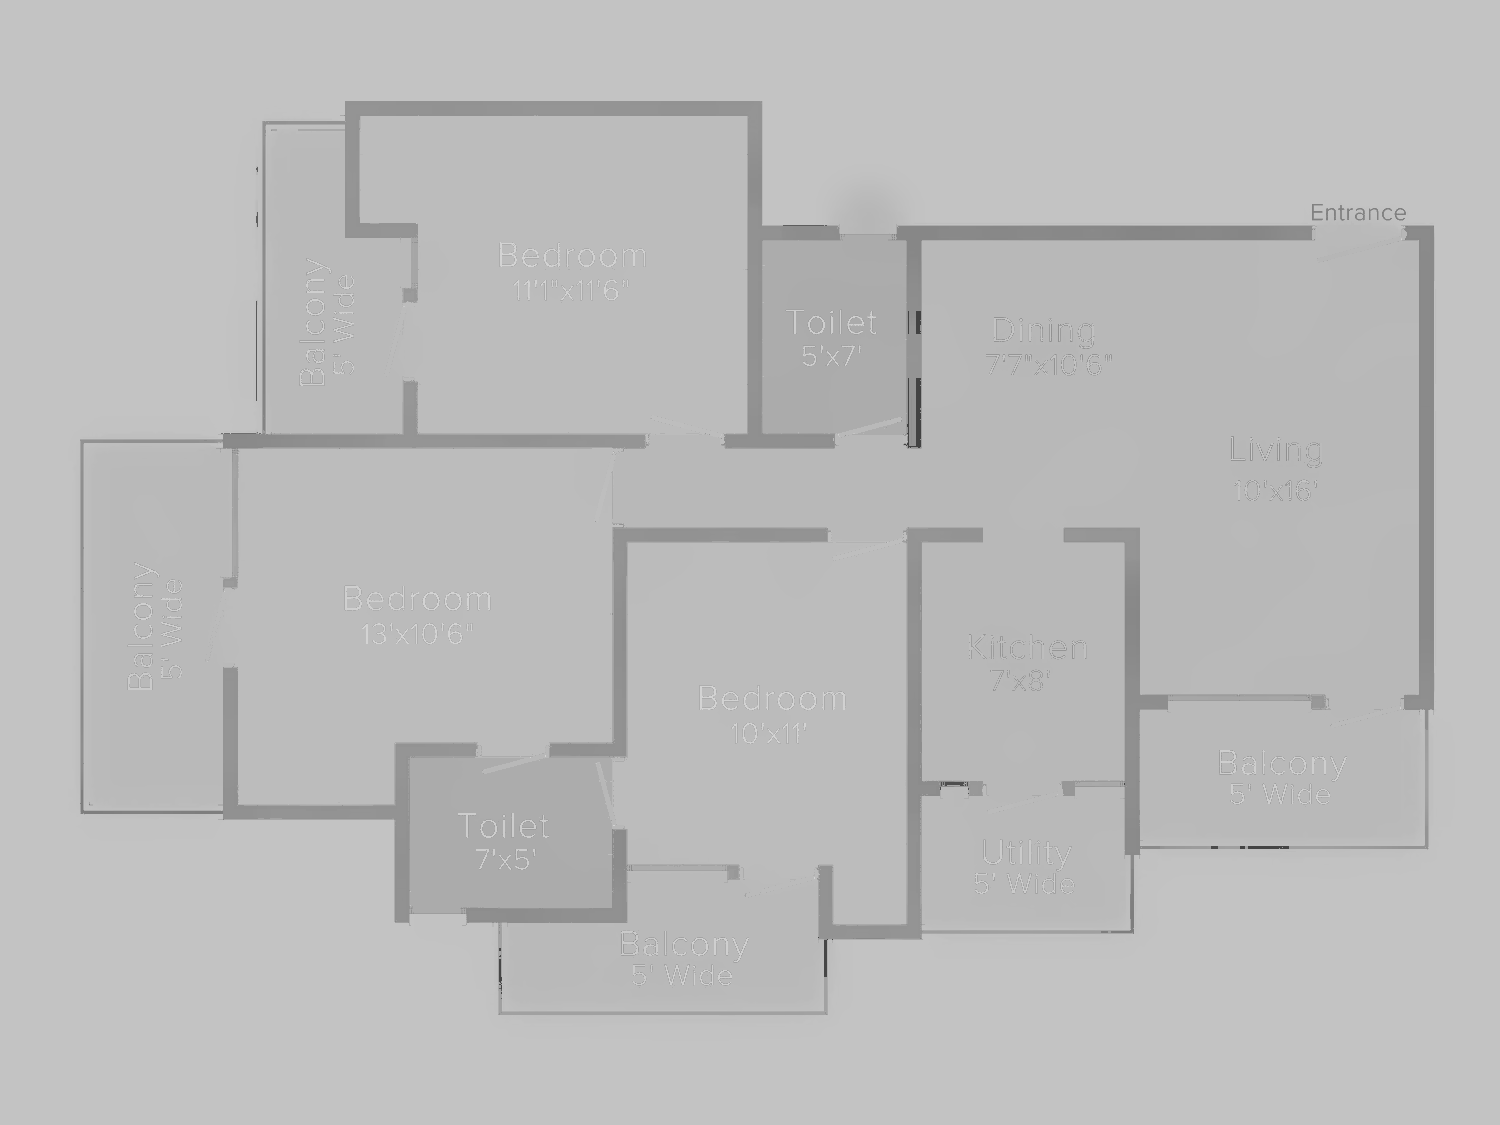 Entrance
Bedroom
11'1"x11'6"
Balcony
5' Wide
Toilet
5'x7'
Dining
7'7"x10'6"
Living
10'x16'
Balcony
5' Wide
Bedroom
13'x10'6"
Bedroom
10'x11'
Kitchen
7'x8'
Balcony
5' Wide
Toilet
7'x5'
Utility
5' Wide
Balcony
5' Wide